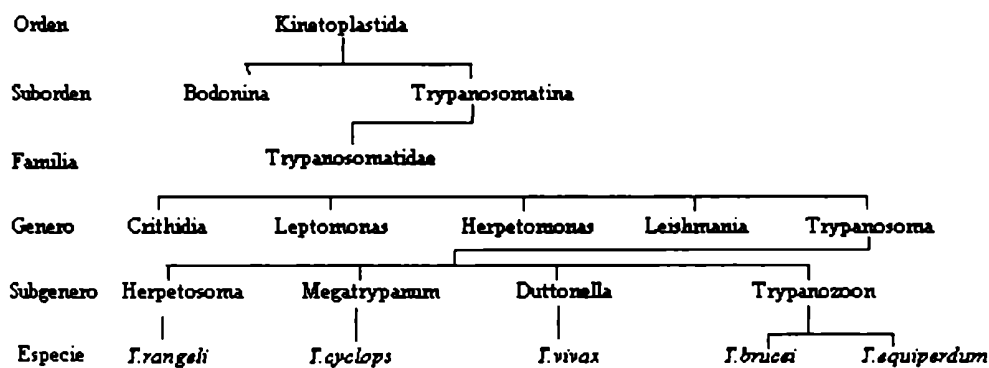 Orden Kinetoplastida
Suborden Bodonina Trypanosomatina
Familia Trypanosomatidae
Genero Crithidia Leptomonas Herpetomonas Leishmania Trypanosoma
Subgenero Herpetosoma Megatrypanum Duttonella Trypanozoon
Especie T.rangeli T.cyclops T.vivax T.brucei T.equiperdum